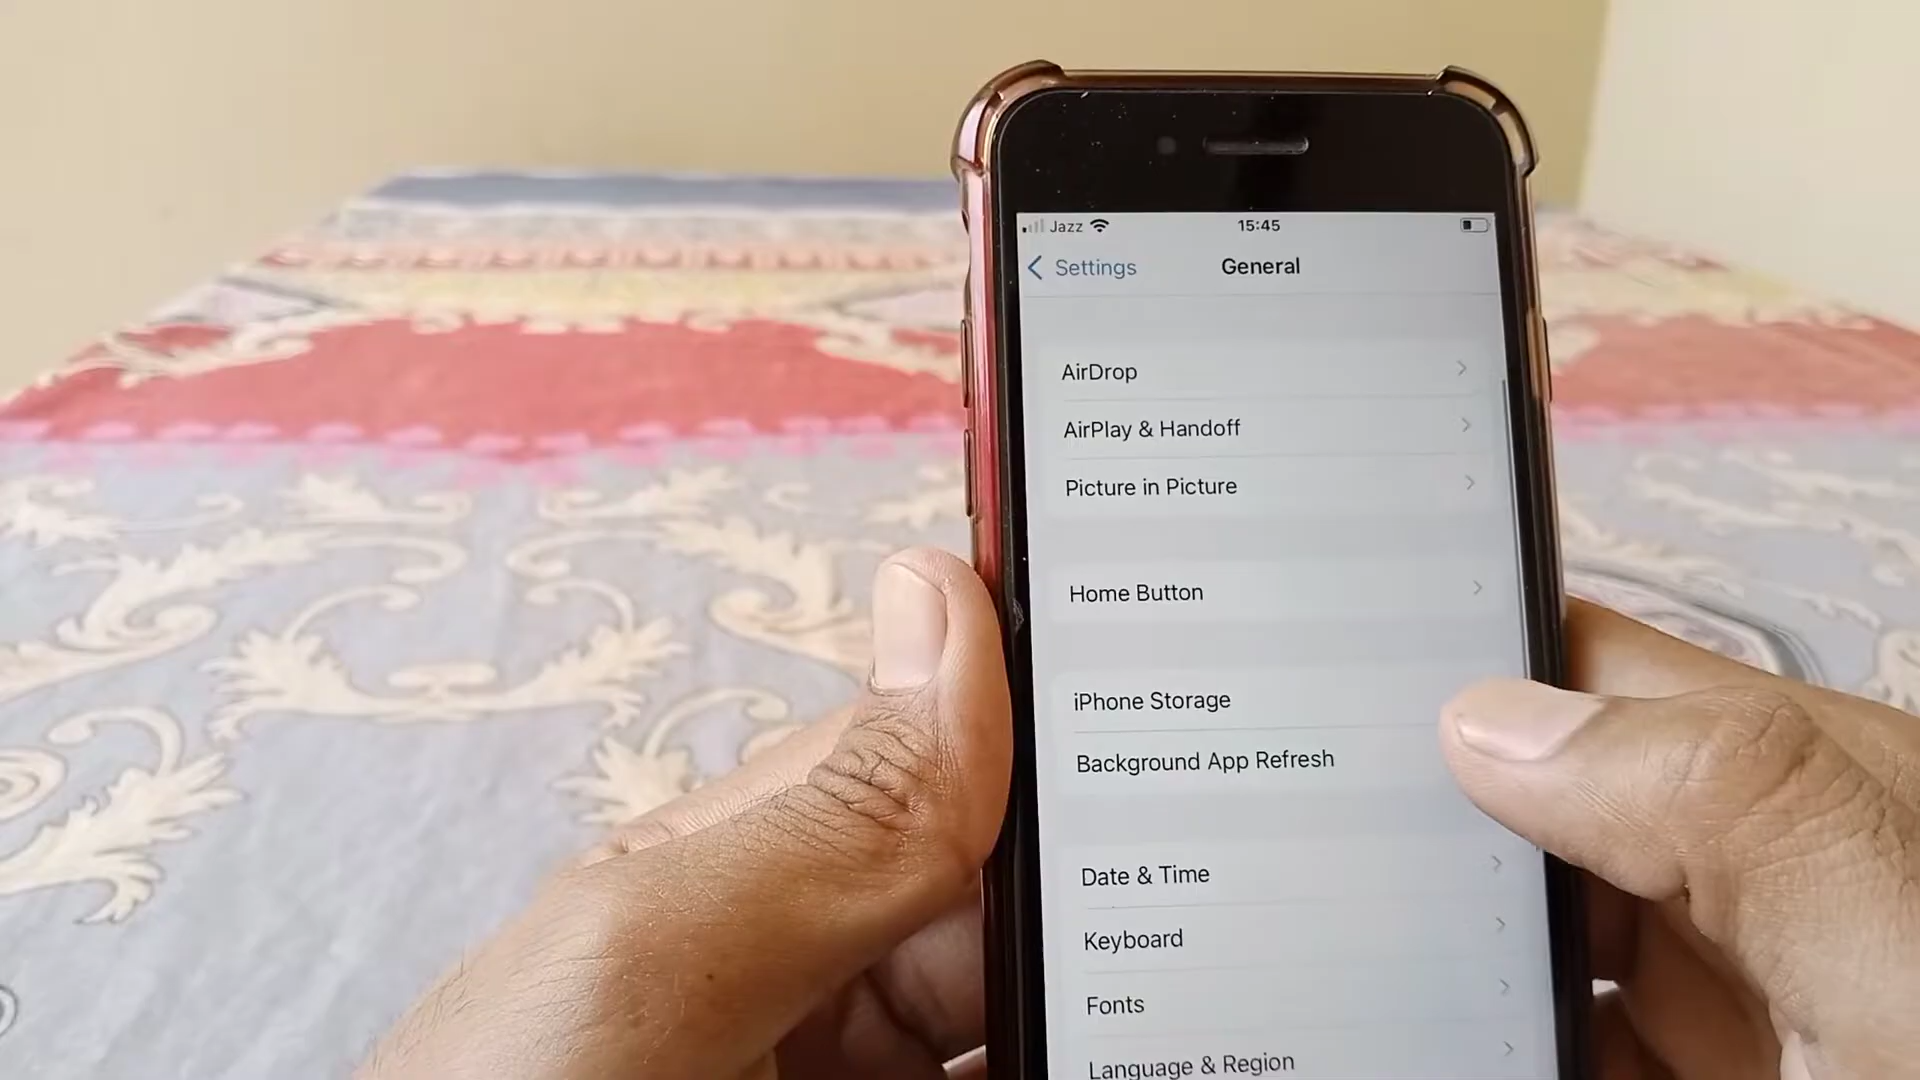 Jazz
15:45
Settings
General
AirDrop
AirPlay & Handoff
Picture in Picture
Home Button
iPhone Storage
Background App Refresh
Date & Time
Keyboard
Fonts
Language & Region